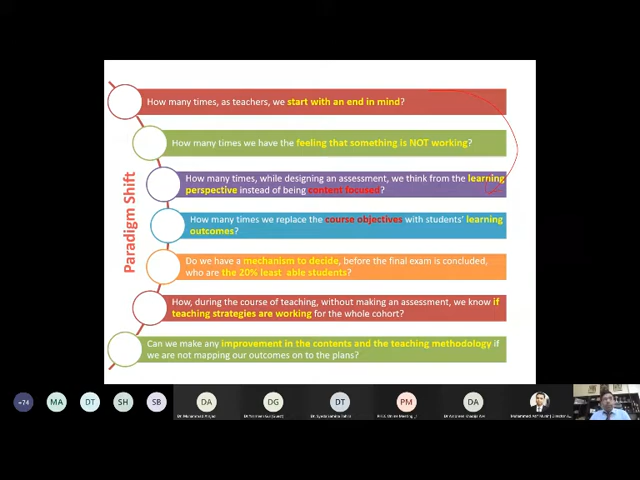 How many times, as teachers, we start with an end in mind?
How many times we have the feeling that something is NOT working?
How many times, while designing an assessment, we think from the learning
perspective instead of being content focused?
How many times we replace the course objectives with students' learning
outcomes?
Do we have a mechanism to decide, before the final exam is concluded,
who are the 20% least able students?
How, during the course of teaching, without making an assessment, we know if
teaching strategies are working for the whole cohort?
Can we make any improvement in the contents and the teaching methodology if
we are not mapping our outcomes on to the plans?
Paradigm Shift
+74
MA
DT
SH
SB
DA
DG
DT
PM
DA